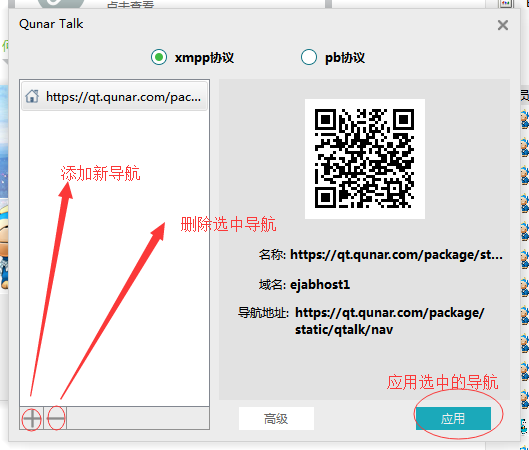 点击查看
Qunar Talk
xmpp协议
pb协议
https://qt.qunar.com/pac...
添加新导航
删除选中导航
名称: https://qt.qunar.com/package/st...
域名: ejabhost1
导航地址: https://qt.qunar.com/package/
static/qtalk/nav
应用选中的导航
高级
应用